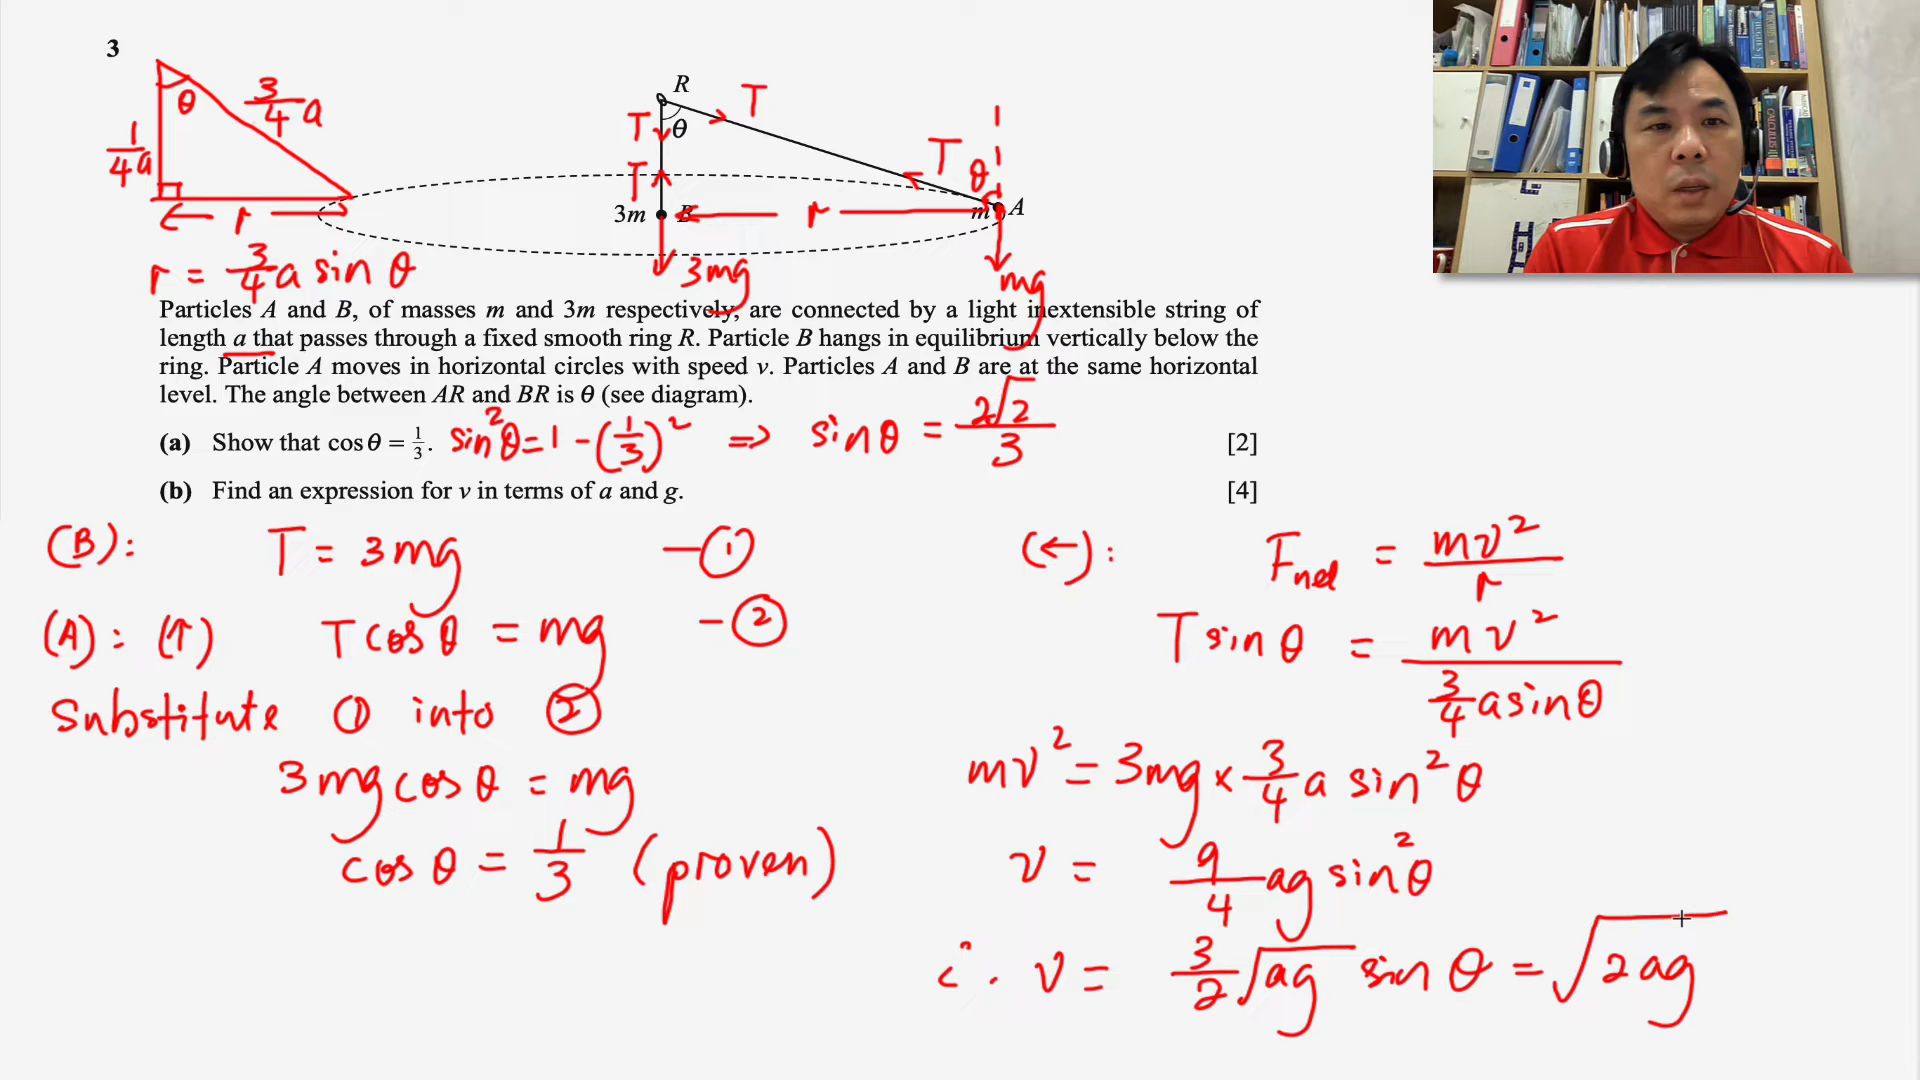 3
θ
3/4 a
1/4 a
r
r = 3/4 a sin θ
R
T
T
θ
T
θ
T
3m
B
r
m
A
3mg
mg
Particles A and B, of masses m and 3m respectively, are connected by a light inextensible string of
length a that passes through a fixed smooth ring R. Particle B hangs in equilibrium vertically below the
ring. Particle A moves in horizontal circles with speed v. Particles A and B are at the same horizontal
level. The angle between AR and BR is θ (see diagram).
(a) Show that cos θ = 1/3. sin²θ = 1 - (1/3)² ⇒ sin θ = 2√2/3 [2]
(b) Find an expression for v in terms of a and g. [4]
(B): T = 3mg —①
(A): (↑) T cos θ = mg -②
Substitute ① into ②
3mg cos θ = mg
cos θ = 1/3 (proven)
(←): Fnet = mv²/r
T sin θ = mv² / (3/4 a sin θ)
mv² = 3mg × 3/4 a sin² θ
v = 9/4 ag sin²θ
∴ v = 3/2 √ag sin θ = √2ag